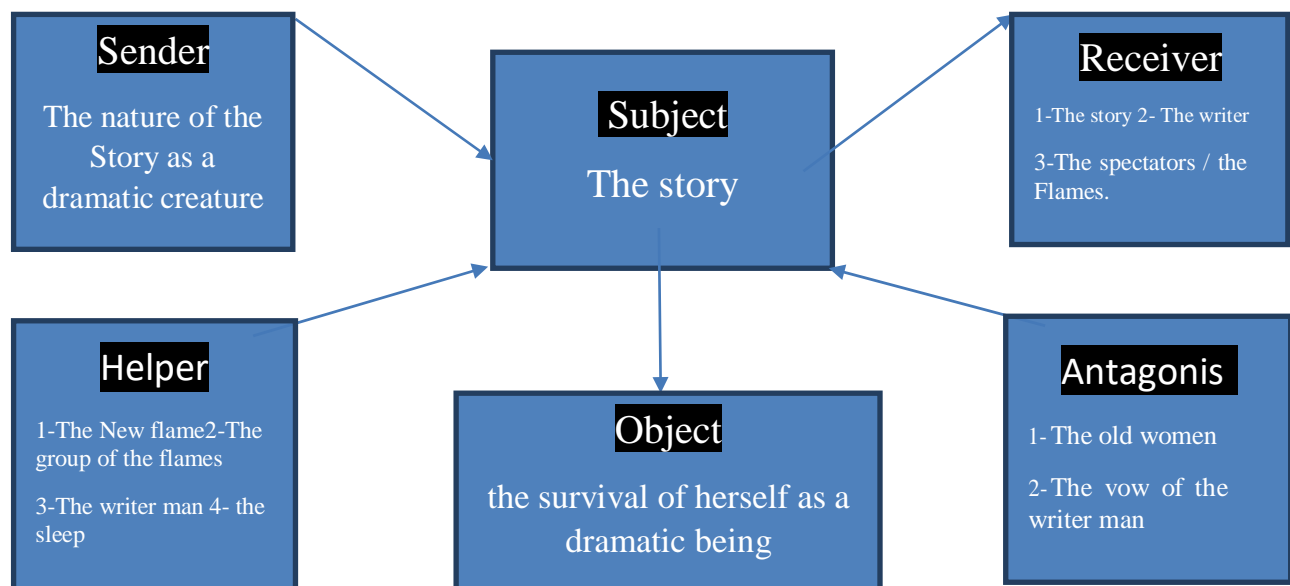 Sender
The nature of the
Story as a
dramatic creature
Subject
The story
Receiver
1-The story 2- The writer
3-The spectators / the
Flames.
Helper
1-The New flame2-The
group of the flames
3-The writer man 4- the
sleep
Object
the survival of herself as a
dramatic being
Antagonis
1- The old women
2- The vow of the
writer man